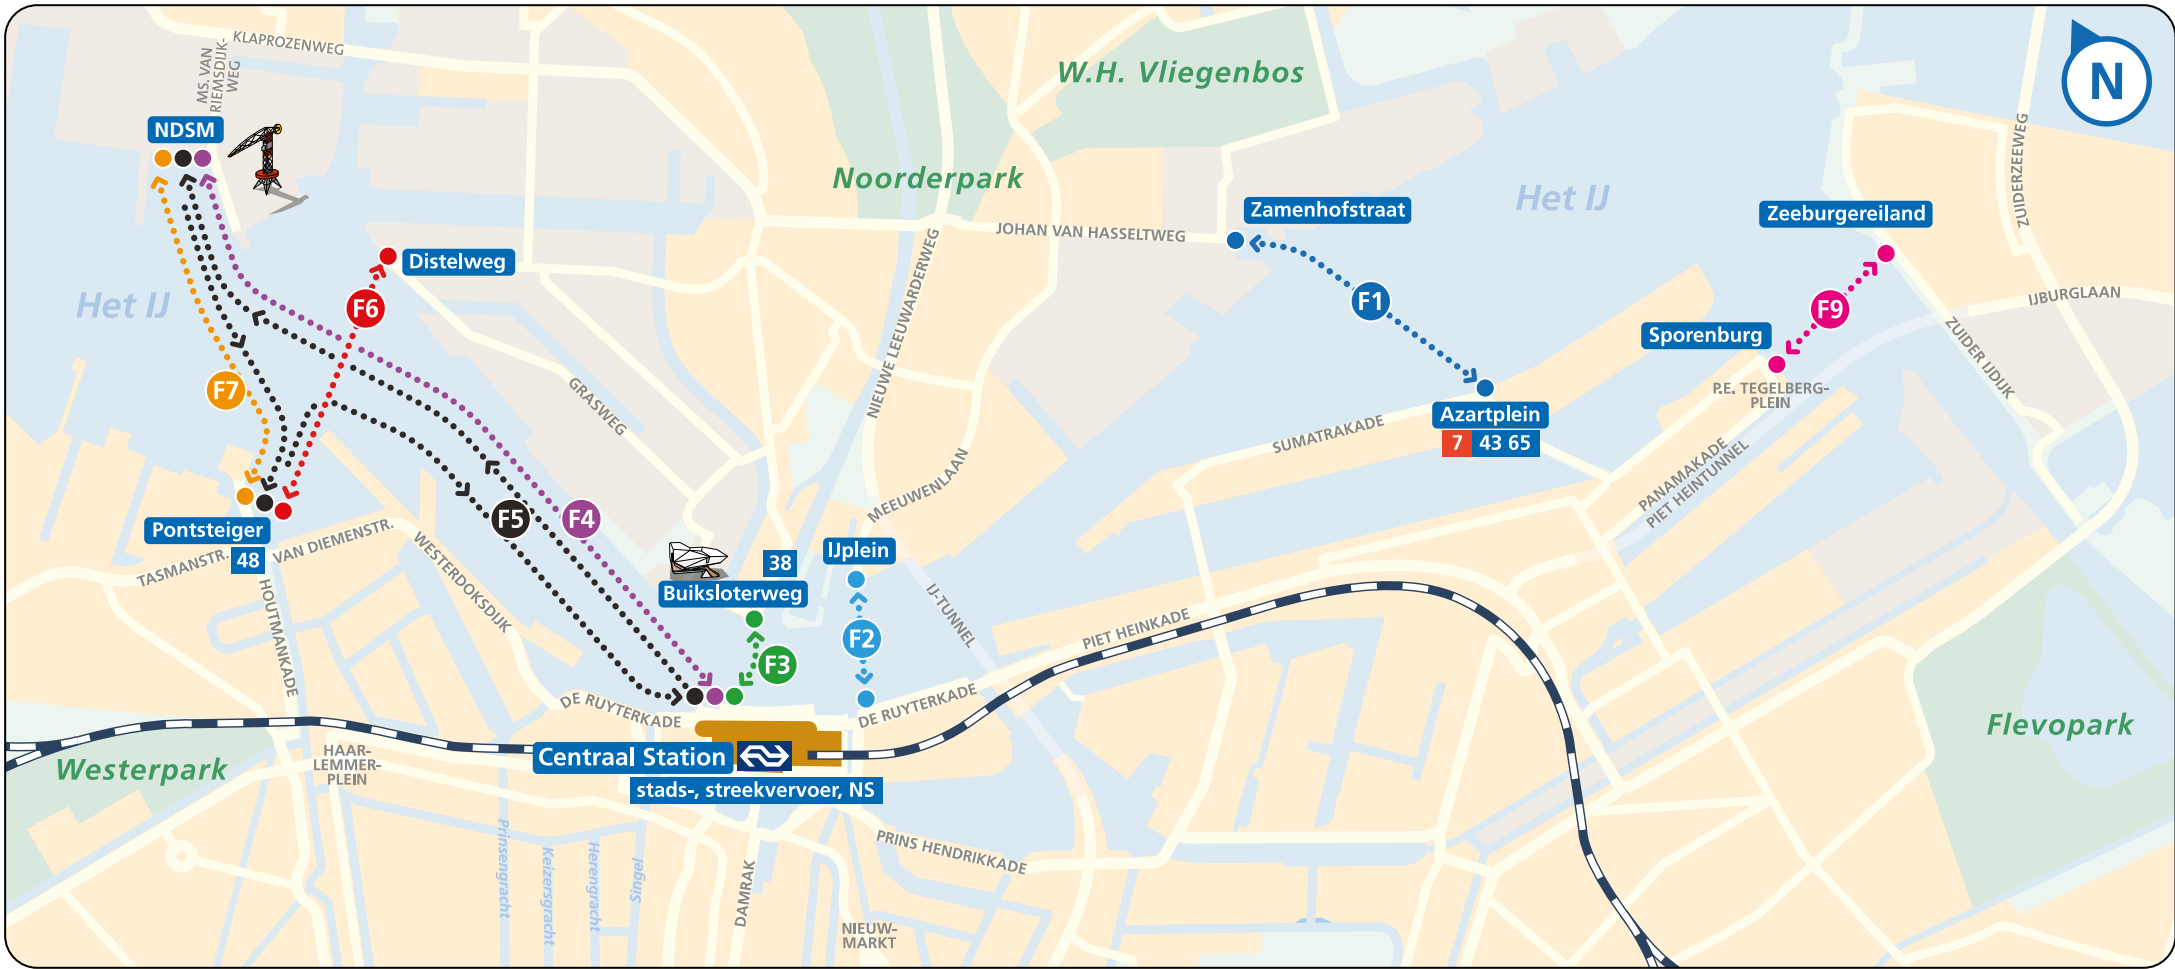 KLAPROZENWEG
MS. VAN
RIEMSDIJK-
WEG
NDSM
W.H. Vliegenbos
N
Noorderpark
Het IJ
Zamenhofstraat
Zeeburgereiland
ZUIDERZEEWEG
JOHAN VAN HASSELTWEG
Distelweg
Het IJ
F6
F1
F9
IJBURGLAAN
Sporenburg
ZUIDER IJDIJK
NIEUWE LEEUWARDERWEG
F7
GRASWEG
P.E. TEGELBERG-
PLEIN
Azartplein
7 43 65
SUMATRAKADE
PANAMAKADE
PIET HEINTUNNEL
MEEUWENLAAN
F5
F4
Pontsteiger
48
TASMANSTR.
VAN DIEMENSTR.
WESTERDOKSDIJK
HOUTMANKADE
38
Buiksloterweg
IJplein
F2
F3
IJ-TUNNEL
PIET HEINKADE
DE RUYTERKADE
DE RUYTERKADE
Flevopark
Westerpark
HAAR-
LEMMER-
PLEIN
Centraal Station
stads-, streekvervoer, NS
Prinsengracht
Keizersgracht
Herengracht
Singel
DAMRAK
PRINS HENDRIKKADE
NIEUW-
MARKT